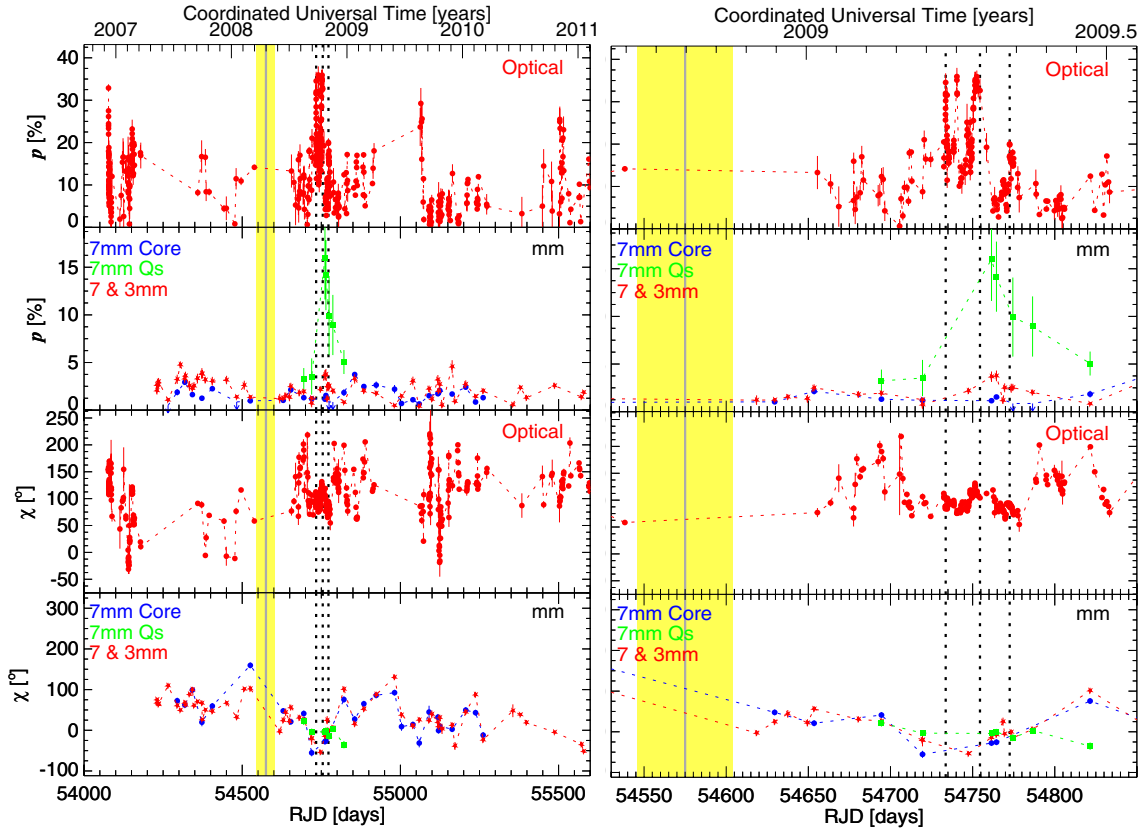 Coordinated Universal Time [years]
2007 2008 2009 2010 2011
Optical
p [%]
40
30
20
10
0
7mm Core
7mm Qs
7 & 3mm
mm
p [%]
15
10
5
0
Optical
χ [°]
250
200
150
100
50
0
-50
7mm Core
7mm Qs
7 & 3mm
mm
χ [°]
300
200
100
0
-100
54000 54500 55000 55500
RJD [days]
Coordinated Universal Time [years]
2009 2009.5
Optical
7mm Core
7mm Qs
7 & 3mm
mm
Optical
7mm Core
7mm Qs
7 & 3mm
mm
54550 54600 54650 54700 54750 54800
RJD [days]